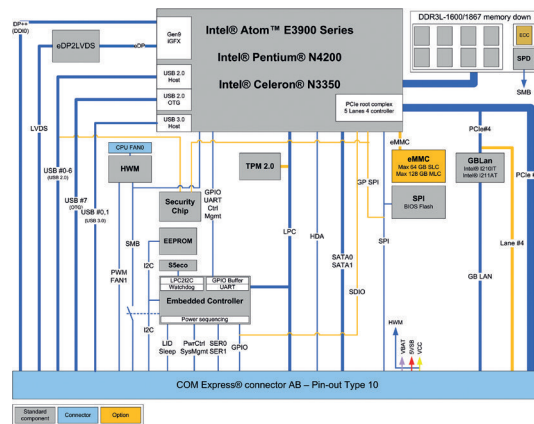 DP++
(DDI0)
eDP2LVDS
eDP
Gen9
IGFX
Intel® Atom™ E3900 Series
Intel® Pentium® N4200
Intel® Celeron® N3350
DDR3L-1600/1867 memory down
ECC
SPD
SMB
USB 2.0
Host
USB 2.0
OTG
USB 3.0
Host
PCIe root complex
5 Lanes 4 controller
LVDS
CPU FAN0
HWM
TPM 2.0
eMMC
eMMC
Max 64 GB SLC
Max 128 GB MLC
PCIe#4
GBLan
Intel® I210IT
Intel® I211AT
USB #0-6
(USB 2.0)
USB #7
(OTG)
USB #0,1
(USB 3.0)
Security
Chip
GPIO
UART
Ctrl
Mgmt
GP SPI
SPI
BIOS Flash
SMB
EEPROM
LPC
HDA
SPI
Lane #4
I2C
S5eco
SATA0
SATA1
PWM
FAN1
LPC2I2C
GPIO Buffer
Watchdog
UART
Embedded Controller
Power sequencing
SDIO
GB LAN
I2C
HWM
VBAT
5VSB
VCC
LID
Sleep
PwrCtrl
SysMgmt
SER0
SER1
GPIO
COM Express® connector AB – Pin-out Type 10
Standard
component
Connector
Option